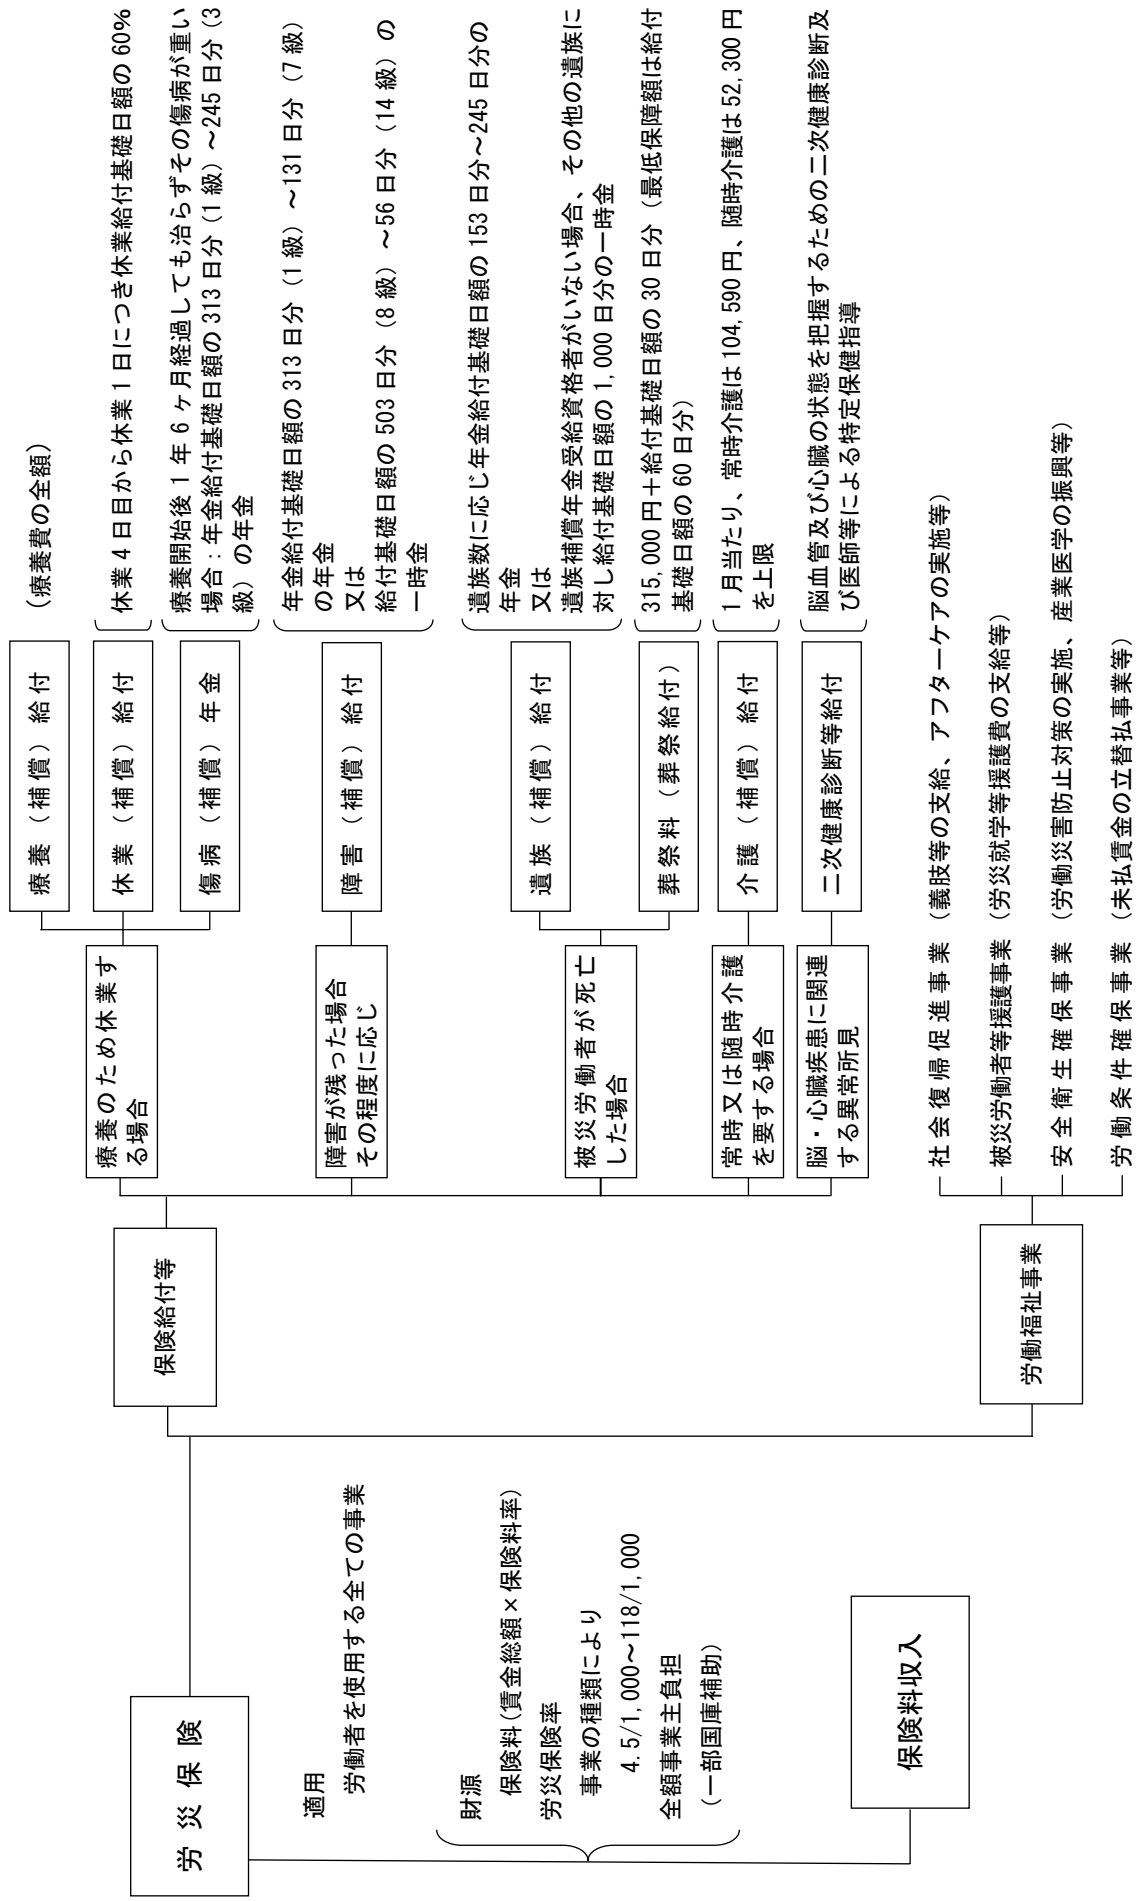 労災保険
適用
労働者を使用する全ての事業
財源
保険料(賃金総額×保険料率)
労災保険率
事業の種類により
4.5/1,000～118/1,000
全額事業主負担
(一部国庫補助)
保険料収入
保険給付等
療養のため休業す
る場合
療養（補償）給付
（療養費の全額）
休業（補償）給付
休業4日目から休業1日につき休業給付基礎日額の60%
傷病（補償）年金
療養開始後1年6ヶ月経過しても治らずその傷病が重い
場合：年金給付基礎日額の313日分(1級)～245日分(3
級)の年金
障害が残った場合
その程度に応じ
障害（補償）給付
年金給付基礎日額の313日分（1級）～131日分（7級）
の年金
又は
給付基礎日額の503日分（8級）～56日分（14級）の
一時金
被災労働者が死亡
した場合
遺族（補償）給付
遺族数に応じ年金給付基礎日額の153日分～245日分の
年金
又は
遺族補償年金受給資格者がいない場合、その他の遺族に
対し給付基礎日額の1,000日分の一時金
葬祭料（葬祭給付）
315,000円＋給付基礎日額の30日分（最低保障額は給付
基礎日額の60日分）
常時又は随時介護
を要する場合
介護（補償）給付
1月当たり、常時介護は104,590円、随時介護は52,300円
を上限
脳・心臓疾患に関連
する異常所見
二次健康診断等給付
脳血管及び心臓の状態を把握するための二次健康診断及
び医師等による特定保健指導
労働福祉事業
社会復帰促進事業（義肢等の支給、アフターケアの実施等）
被災労働者等援護事業（労災就学等援護費の支給等）
安全衛生確保事業（労働災害防止対策の実施、産業医学の振興等）
労働条件確保事業（未払賃金の立替払事業等）